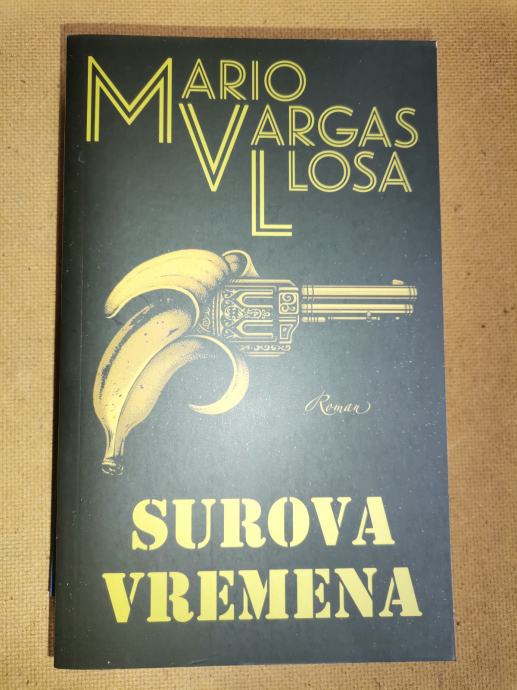 MARIO
VARGAS
LLOSA
Roman
SUROVA
VREMENA